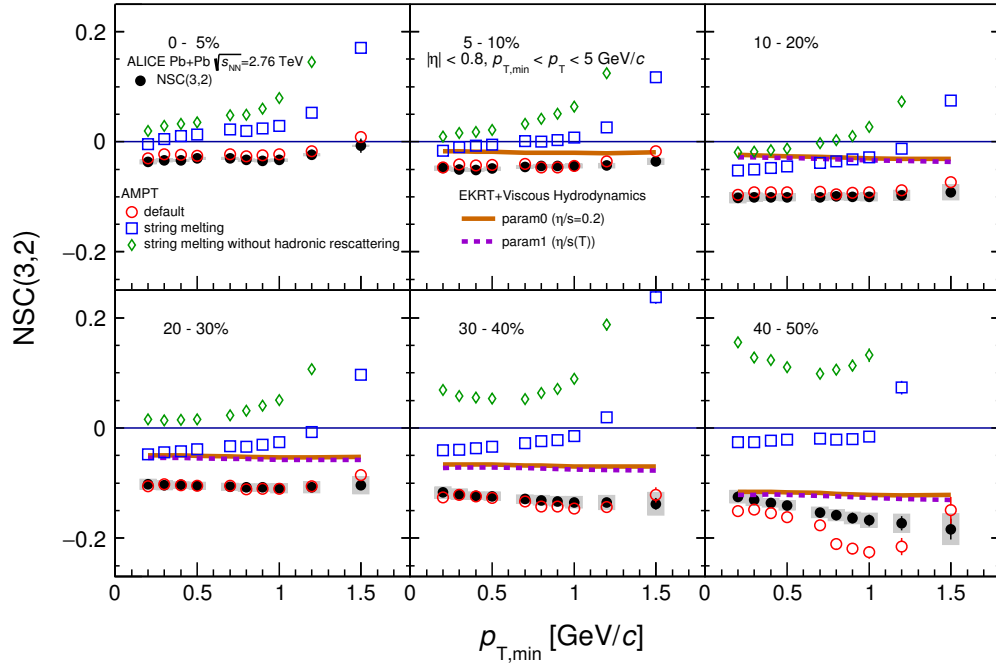 NSC(3,2)
0.2
0
−0.2
0.2
0
−0.2
0 - 5%
ALICE Pb+Pb √sNN=2.76 TeV
NSC(3,2)
AMPT
default
string melting
string melting without hadronic rescattering
5 - 10%
|η| < 0.8, pT,min < pT < 5 GeV/c
EKRT+Viscous Hydrodynamics
param0 (η/s=0.2)
param1 (η/s(T))
10 - 20%
20 - 30%
30 - 40%
40 - 50%
0 0.5 1 1.5 0 0.5 1 1.5 0 0.5 1 1.5
pT,min [GeV/c]